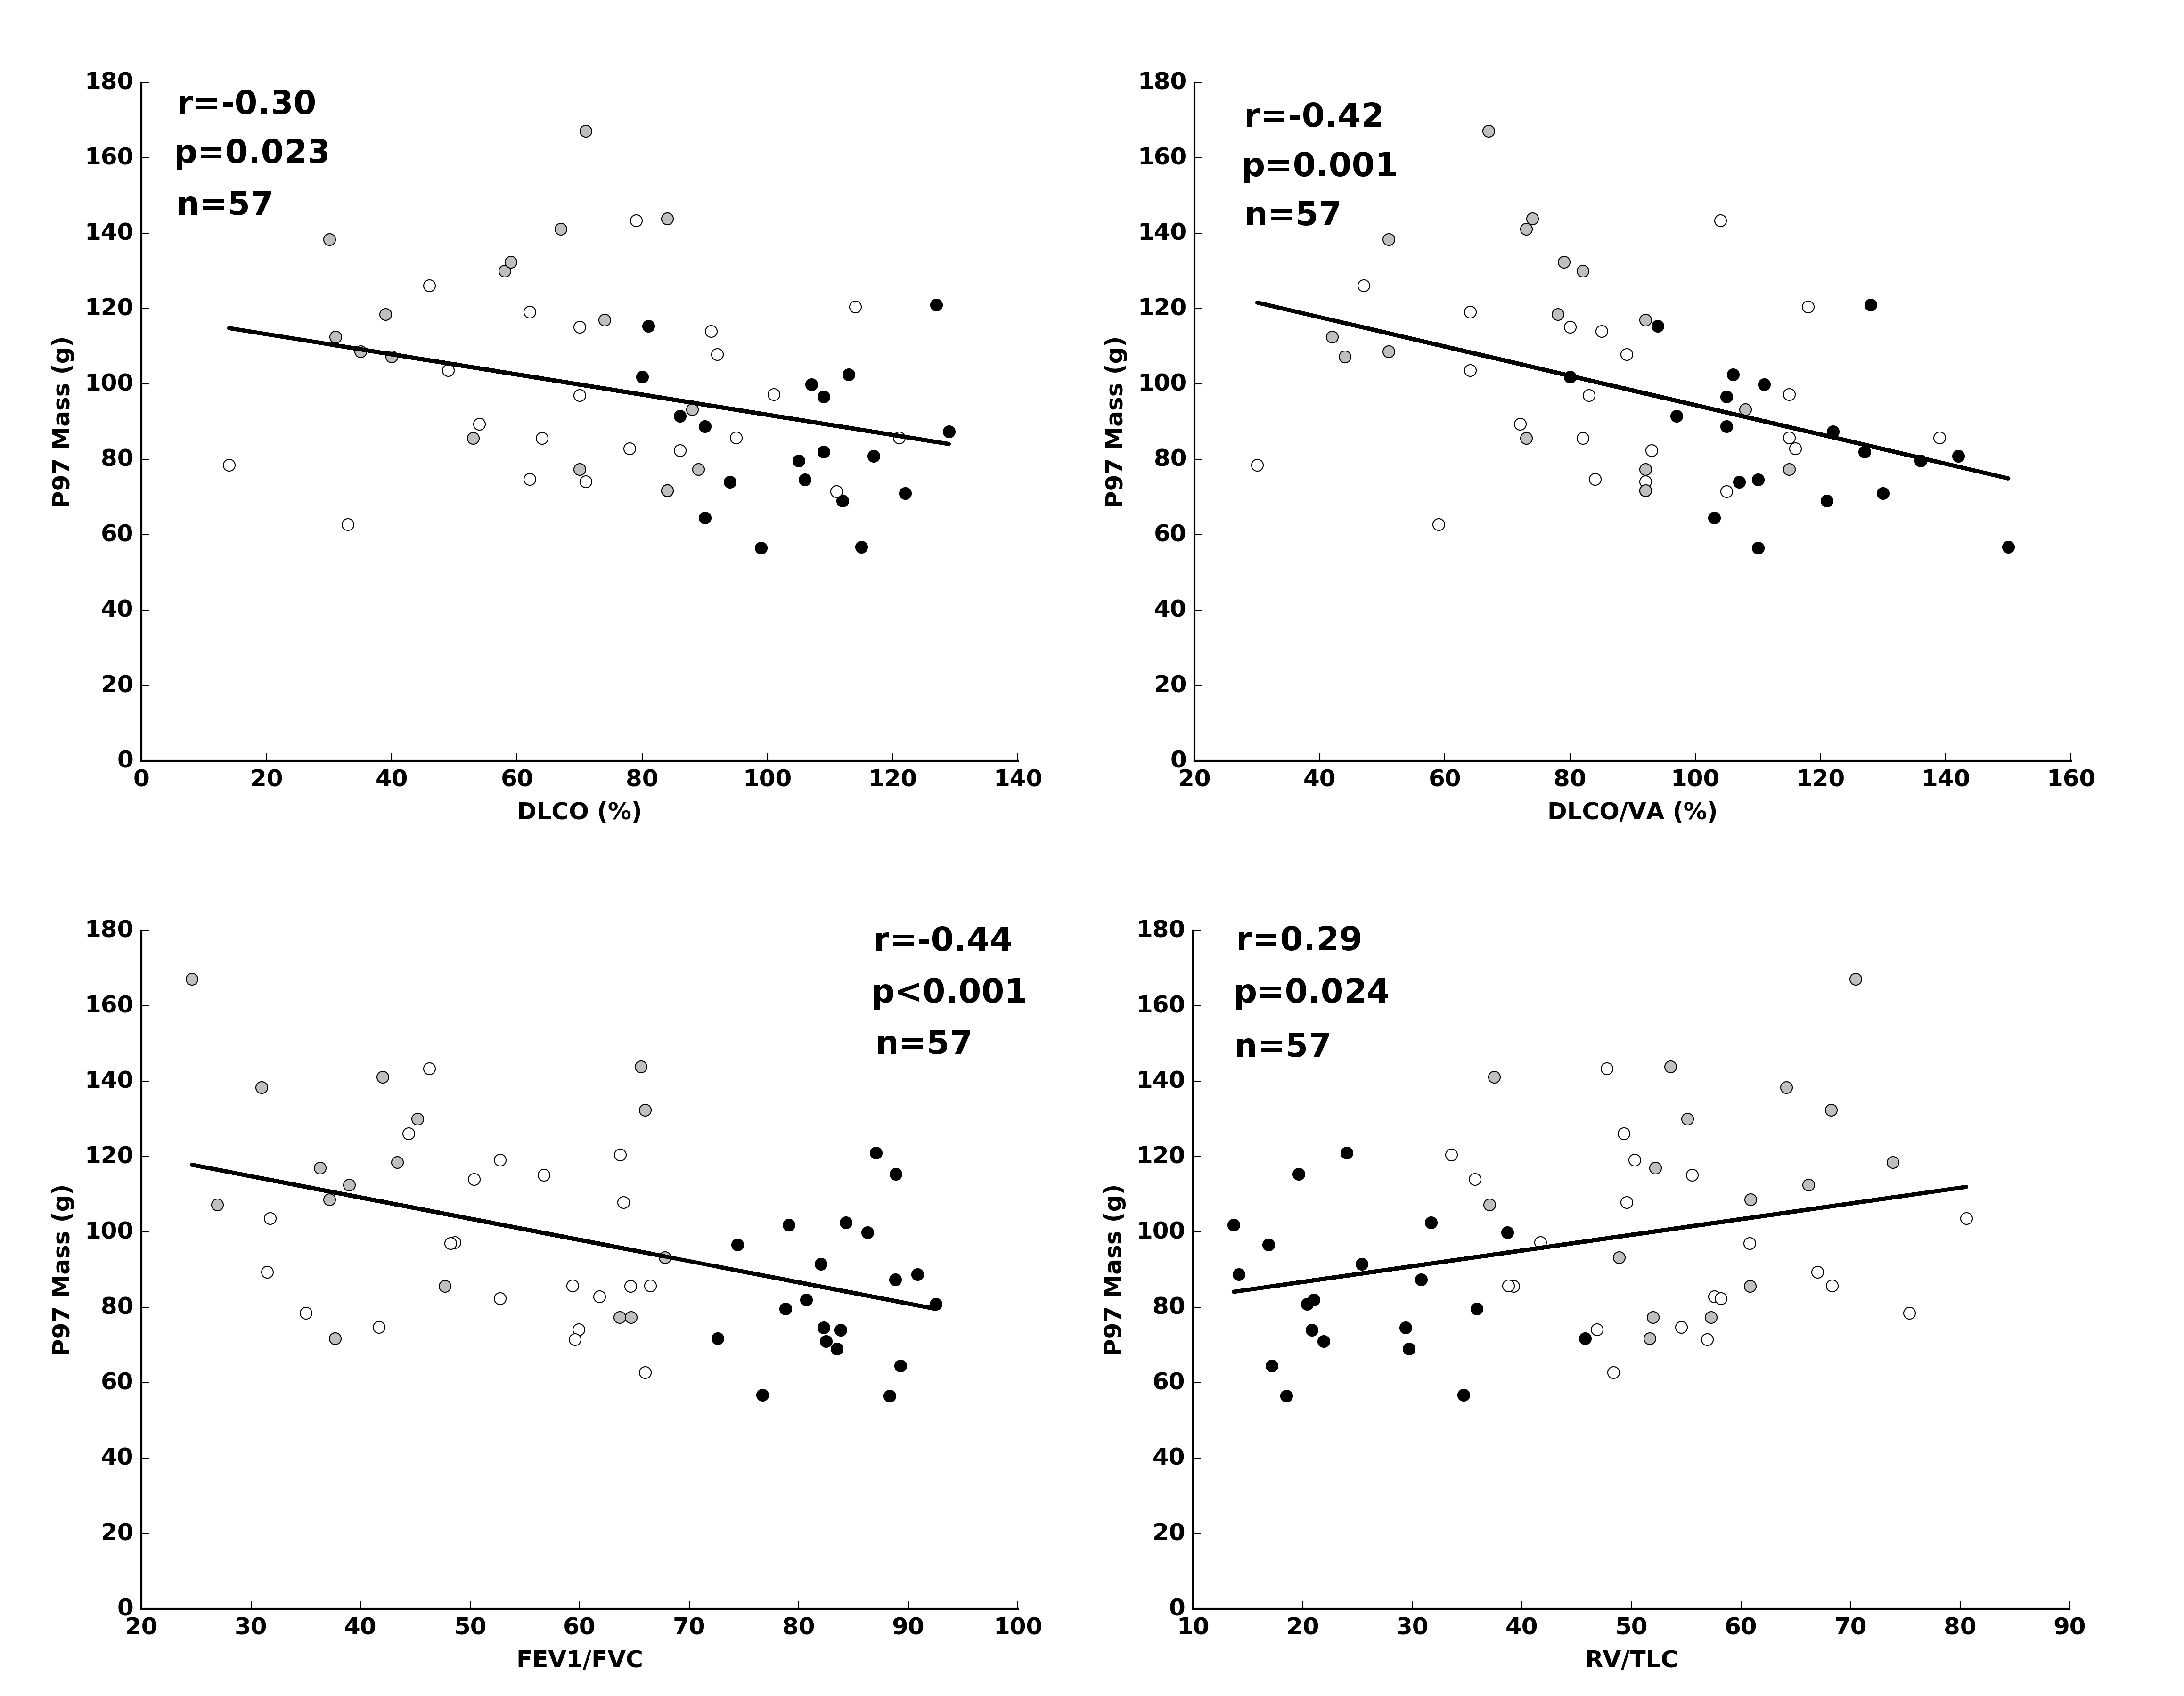 r=-0.30
p=0.023
n=57
180
160
140
120
100
80
60
40
20
0
P97 Mass (g)
0 20 40 60 80 100 120 140
DLCO (%)
r=-0.42
p=0.001
n=57
180
160
140
120
100
80
60
40
20
0
P97 Mass (g)
20 40 60 80 100 120 140 160
DLCO/VA (%)
r=-0.44
p<0.001
n=57
180
160
140
120
100
80
60
40
20
0
P97 Mass (g)
20 30 40 50 60 70 80 90 100
FEV1/FVC
r=0.29
p=0.024
n=57
180
160
140
120
100
80
60
40
20
0
P97 Mass (g)
10 20 30 40 50 60 70 80 90
RV/TLC